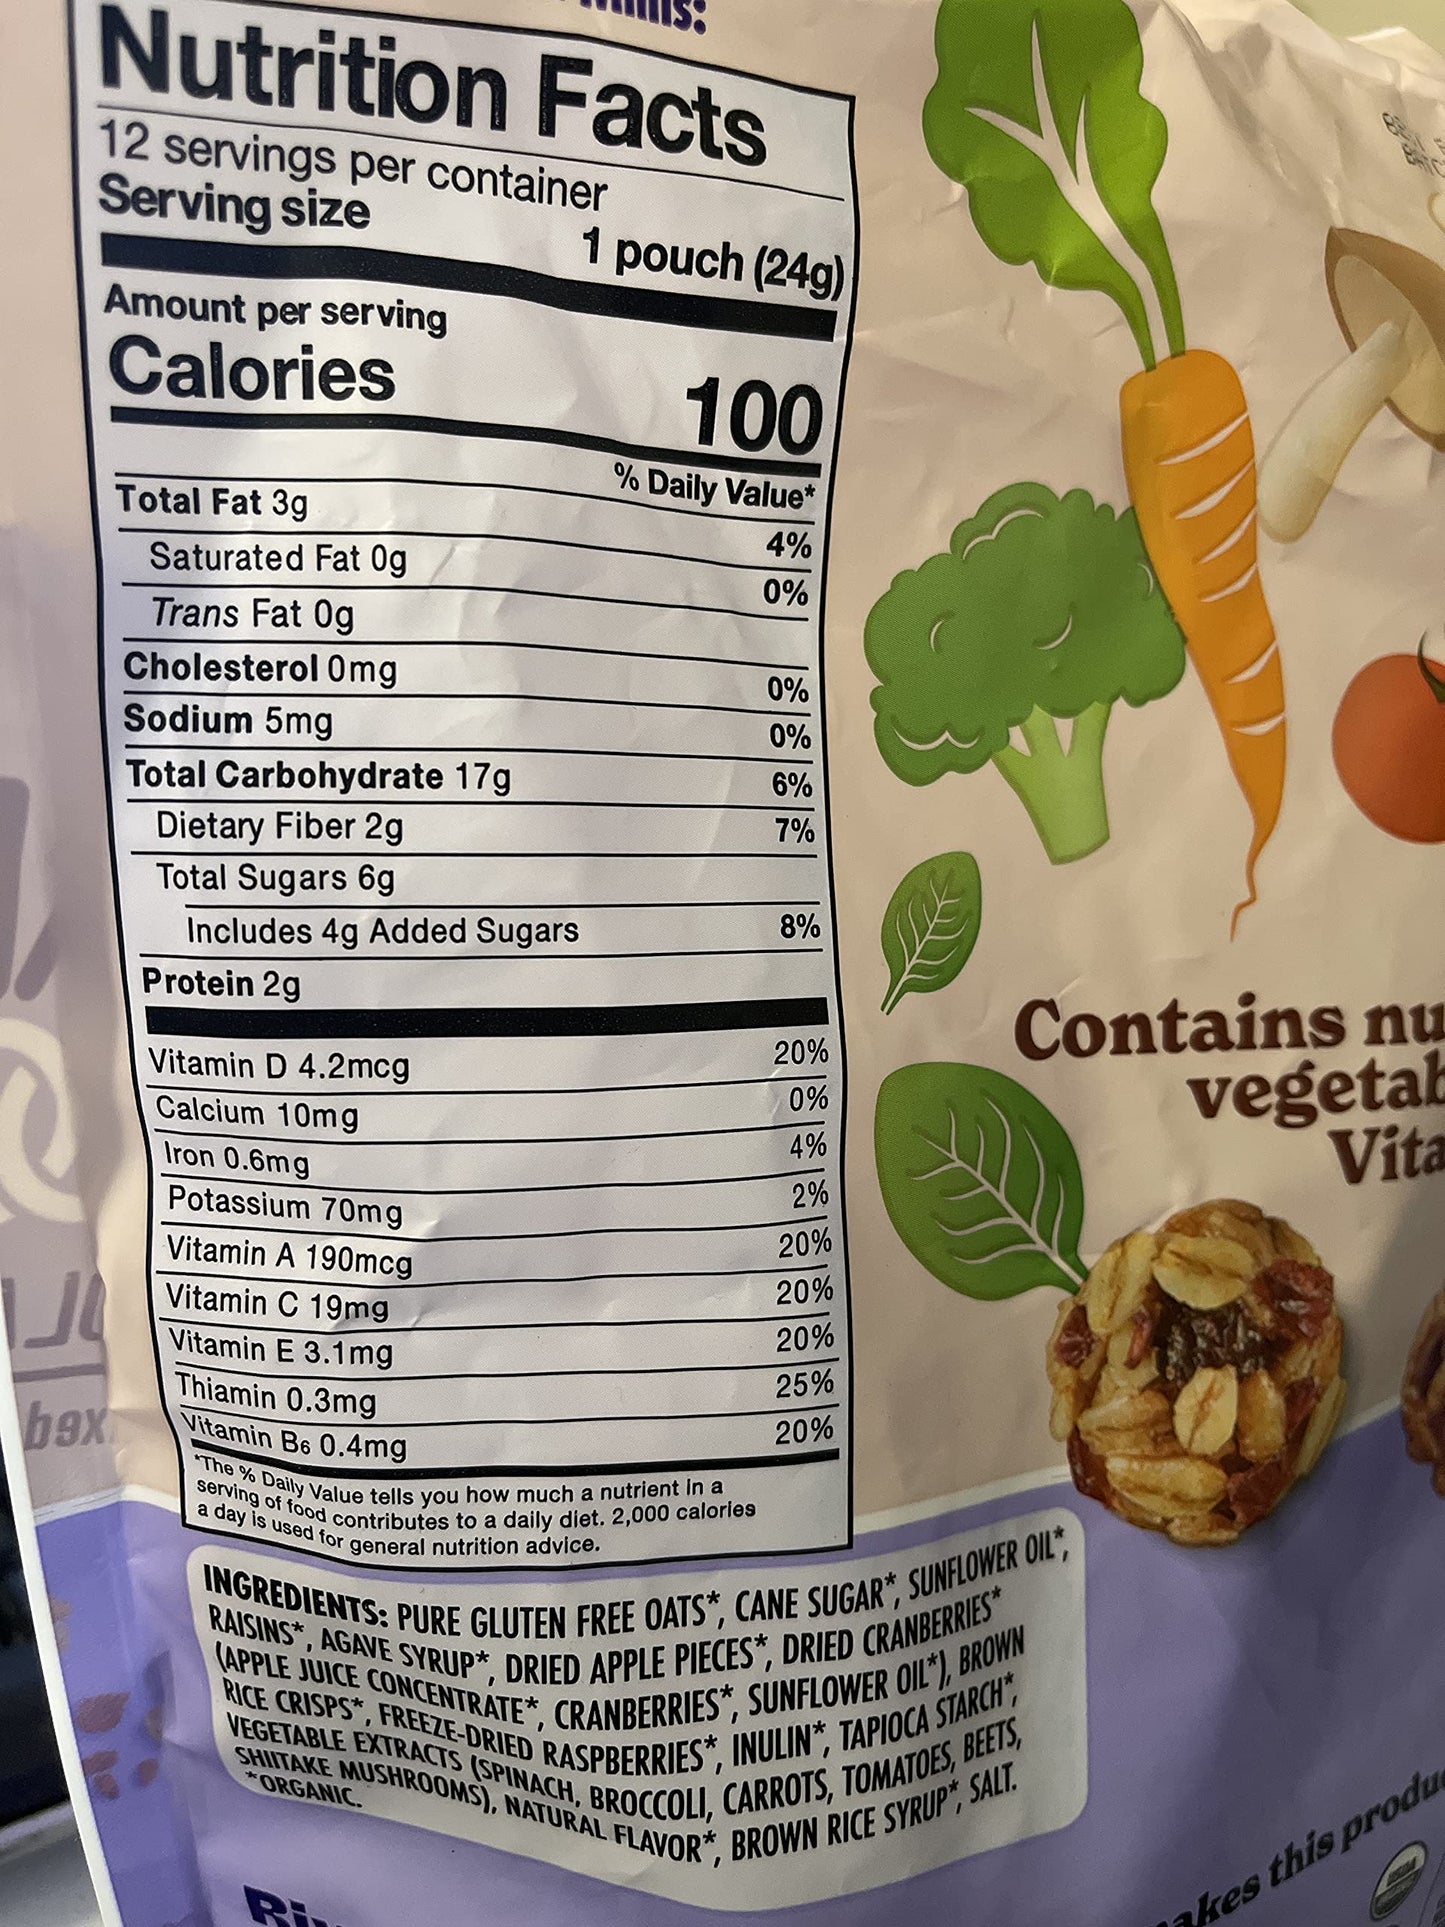 Nutrition Facts
12 servings per container
Serving size 1 pouch (24g)
Amount per serving
Calories 100
% Daily Value*
Total Fat 3g 4%
Saturated Fat 0g 0%
Trans Fat 0g
Cholesterol 0mg 0%
Sodium 5mg 0%
Total Carbohydrate 17g 6%
Dietary Fiber 2g 7%
Total Sugars 6g
Includes 4g Added Sugars 8%
Protein 2g
Vitamin D 4.2mcg 20%
Calcium 10mg 0%
Iron 0.6mg 4%
Potassium 70mg 2%
Vitamin A 190mcg 20%
Vitamin C 19mg 20%
Vitamin E 3.1mg 20%
Thiamin 0.3mg 25%
Vitamin B6 0.4mg 20%
*The % Daily Value tells you how much a nutrient in a
serving of food contributes to a daily diet. 2,000 calories
a day is used for general nutrition advice.
INGREDIENTS: PURE GLUTEN FREE OATS*, CANE SUGAR*, SUNFLOWER OIL*,
RAISINS*, AGAVE SYRUP*, DRIED APPLE PIECES*, DRIED CRANBERRIES*
(APPLE JUICE CONCENTRATE*, CRANBERRIES*, SUNFLOWER OIL*), BROWN
RICE CRISPS*, FREEZE-DRIED RASPBERRIES*, INULIN*, TAPIOCA STARCH*,
VEGETABLE EXTRACTS (SPINACH, BROCCOLI, CARROTS, TOMATOES, BEETS,
SHIITAKE MUSHROOMS), NATURAL FLAVOR*, BROWN RICE SYRUP*, SALT.
*ORGANIC.
Contains nu
vegetab
Vita
akes this produ
USDA